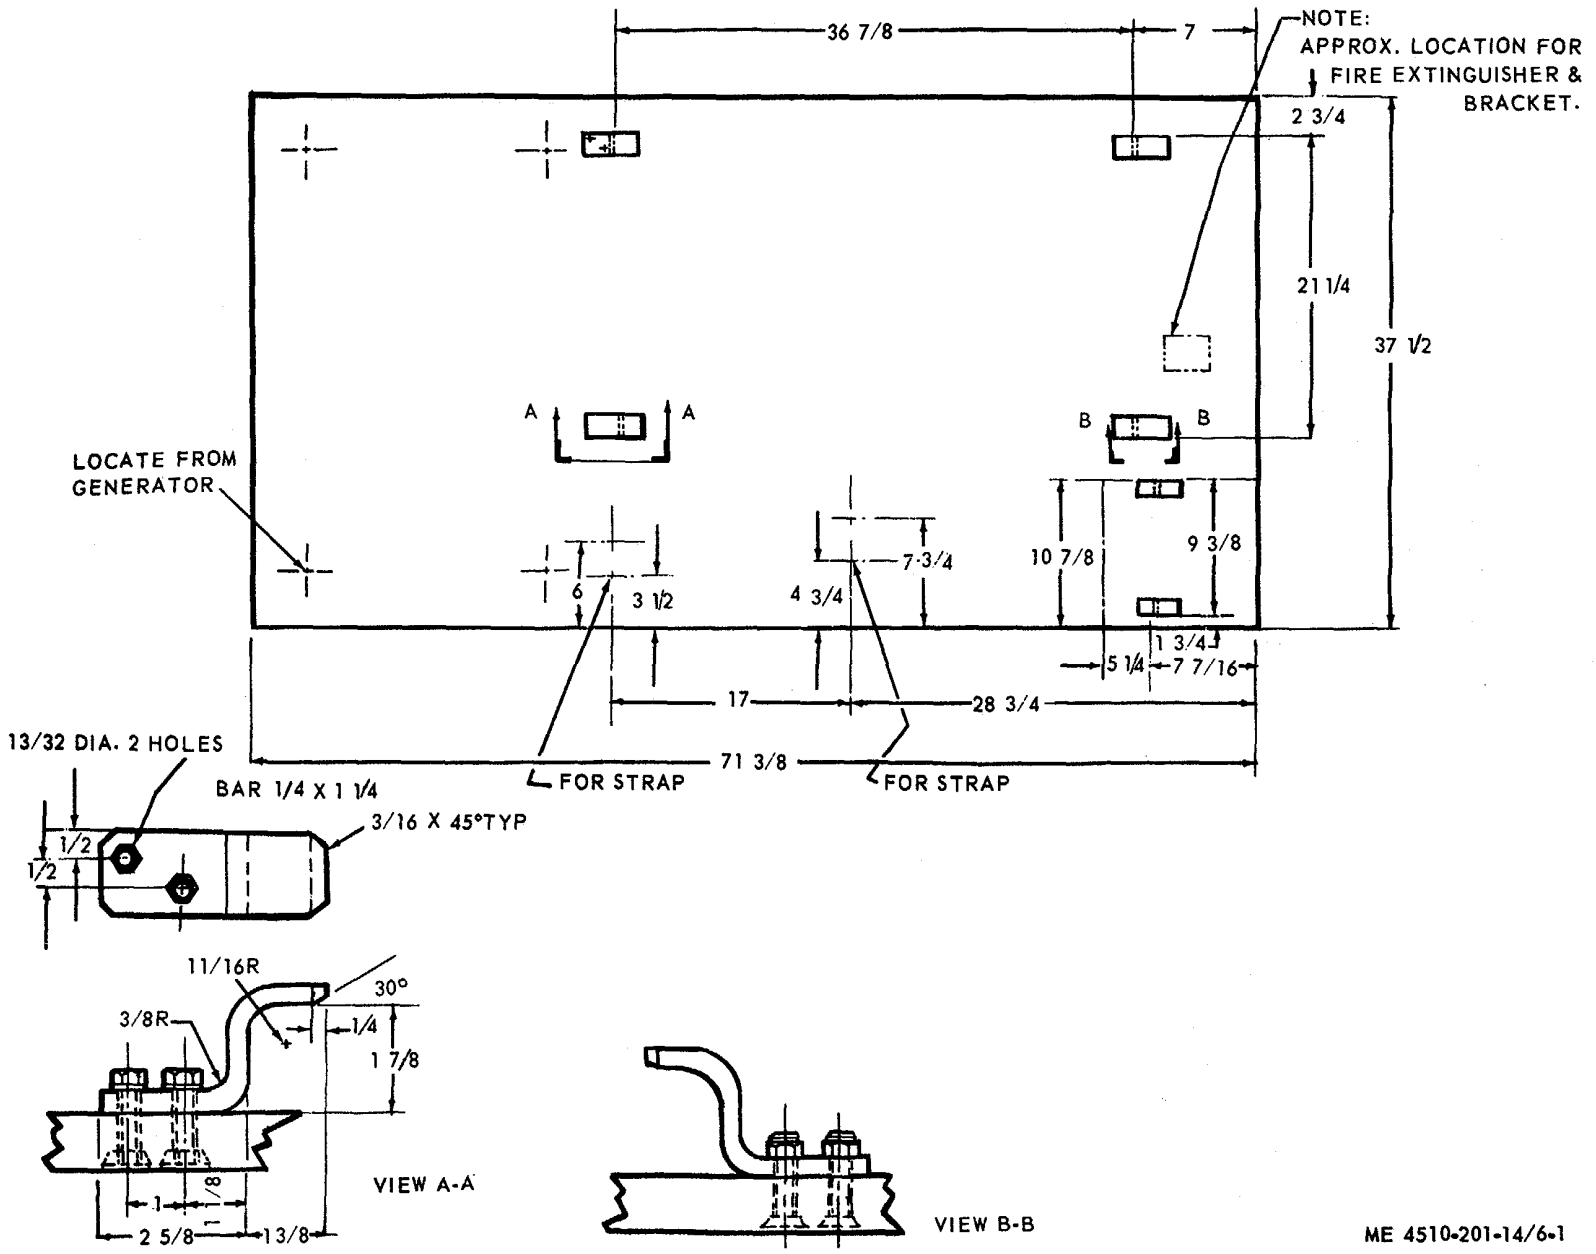 36 7/8
7
NOTE:
APPROX. LOCATION FOR
FIRE EXTINGUISHER &
BRACKET.
2 3/4
21 1/4
37 1/2
A
A
B
B
LOCATE FROM
GENERATOR
10 7/8
9 3/8
7 3/4
4 3/4
6
3 1/2
1 3/4
5 1/4
7 7/16
17
28 3/4
71 3/8
FOR STRAP
FOR STRAP
13/32 DIA. 2 HOLES
BAR 1/4 X 1 1/4
3/16 X 45° TYP
1/2
1/2
11/16R
30°
3/8R
1/4
1 7/8
1
1 1/8
2 5/8
1 3/8
VIEW A-A
VIEW B-B
ME 4510-201-14/6-1